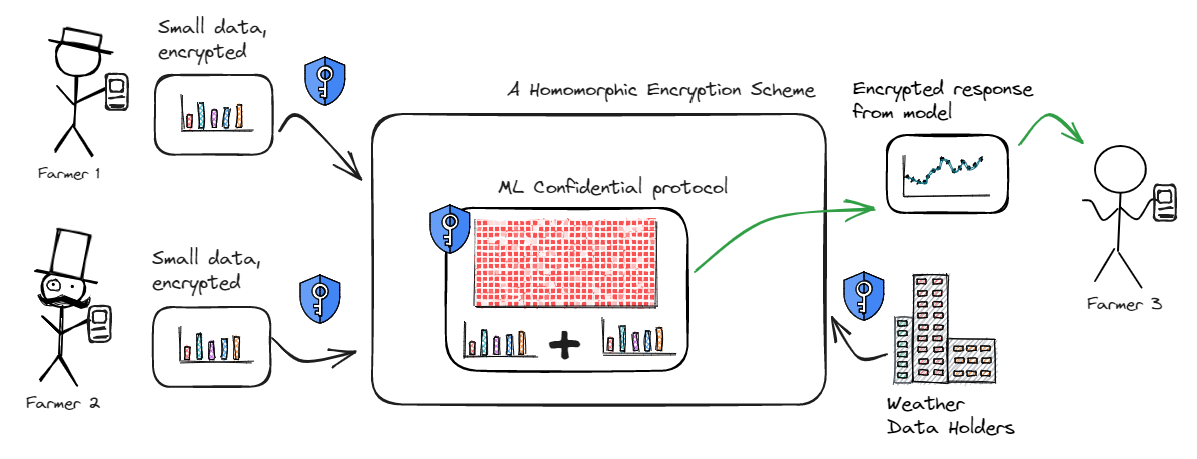 Small data,
encrypted
Farmer 1
Small data,
encrypted
Farmer 2
A Homomorphic Encryption Scheme
ML Confidential protocol
Encrypted response
from model
Farmer 3
Weather
Data Holders